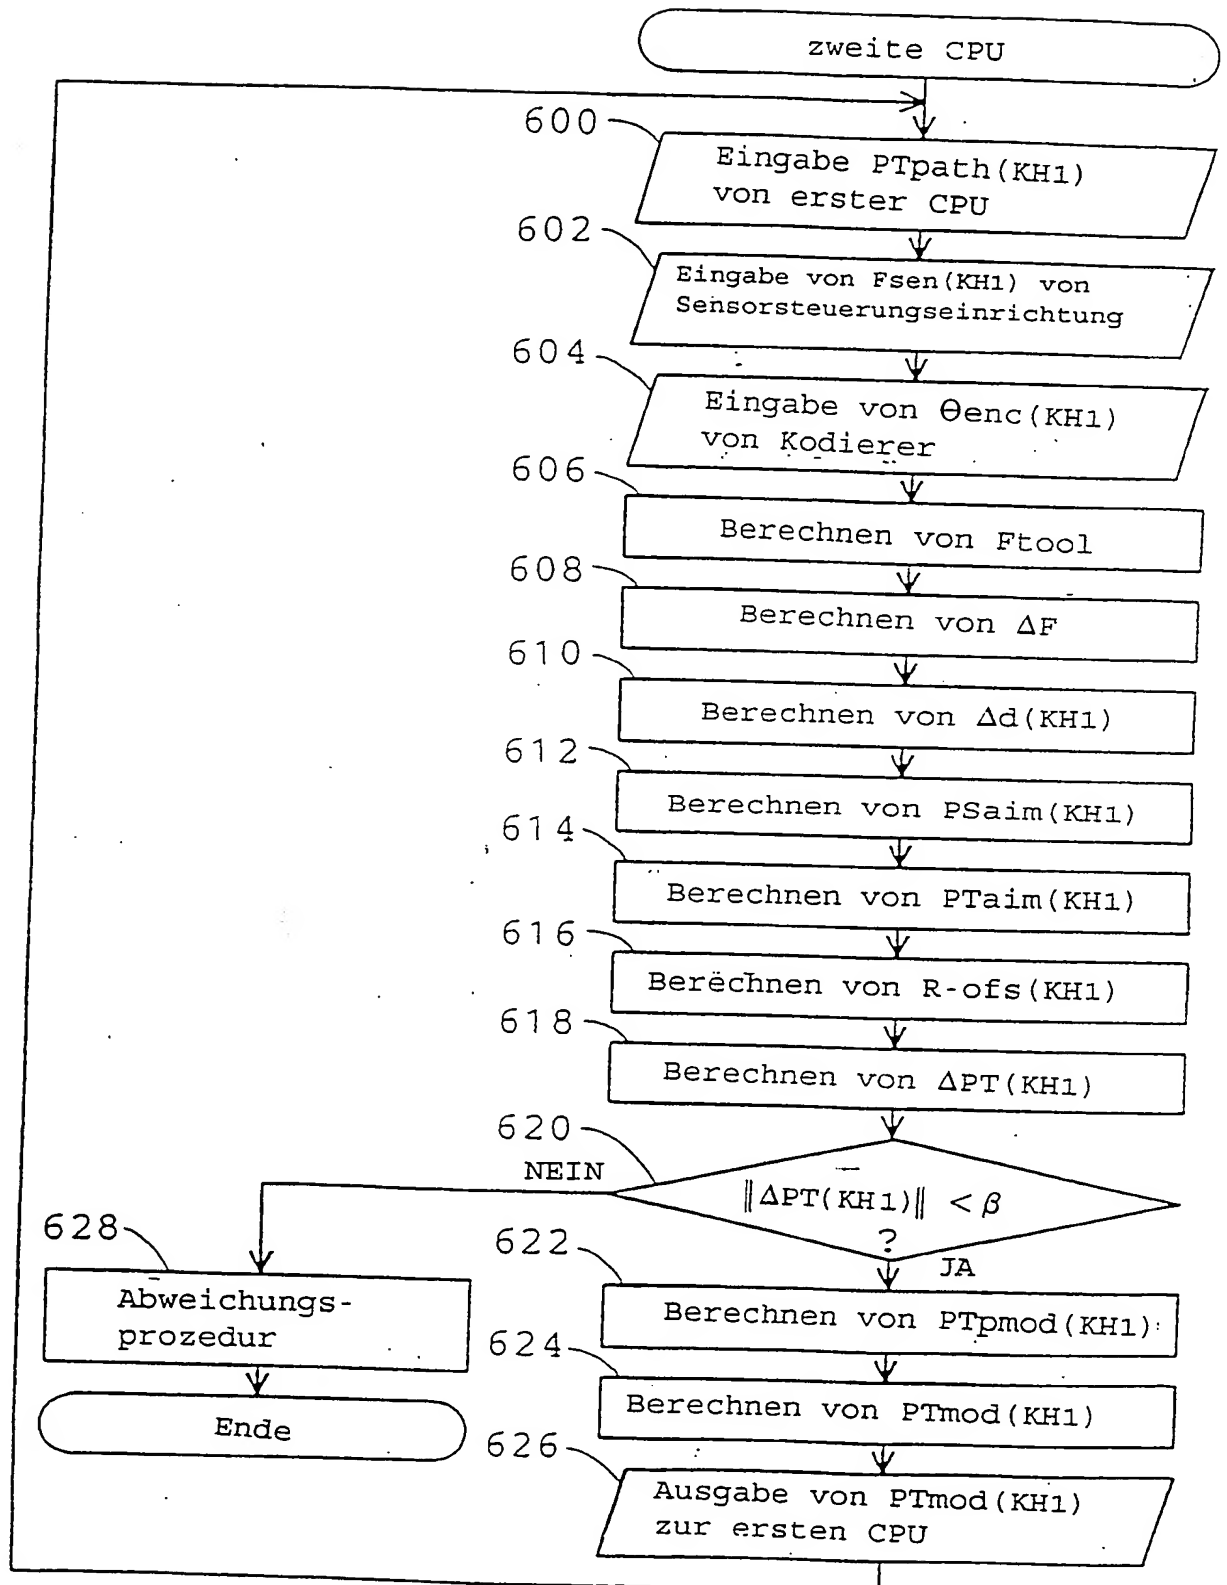 zweite CPU
600
Eingabe PTpath(KH1)
von erster CPU
602
Eingabe von Fsen(KH1) von
Sensorsteuerungseinrichtung
604
Eingabe von Θenc(KH1)
von Kodierer
606
Berechnen von Ftool
608
Berechnen von ΔF
610
Berechnen von Δd(KH1)
612
Berechnen von PSaim(KH1)
614
Berechnen von PTaim(KH1)
616
Berechnen von R-ofs(KH1)
618
Berechnen von ΔPT(KH1)
620
NEIN
‖ΔPT(KH1)‖ < β
?
JA
628
Abweichungs-
prozedur
Ende
622
Berechnen von PTpmod(KH1)
624
Berechnen von PTmod(KH1)
626
Ausgabe von PTmod(KH1)
zur ersten CPU